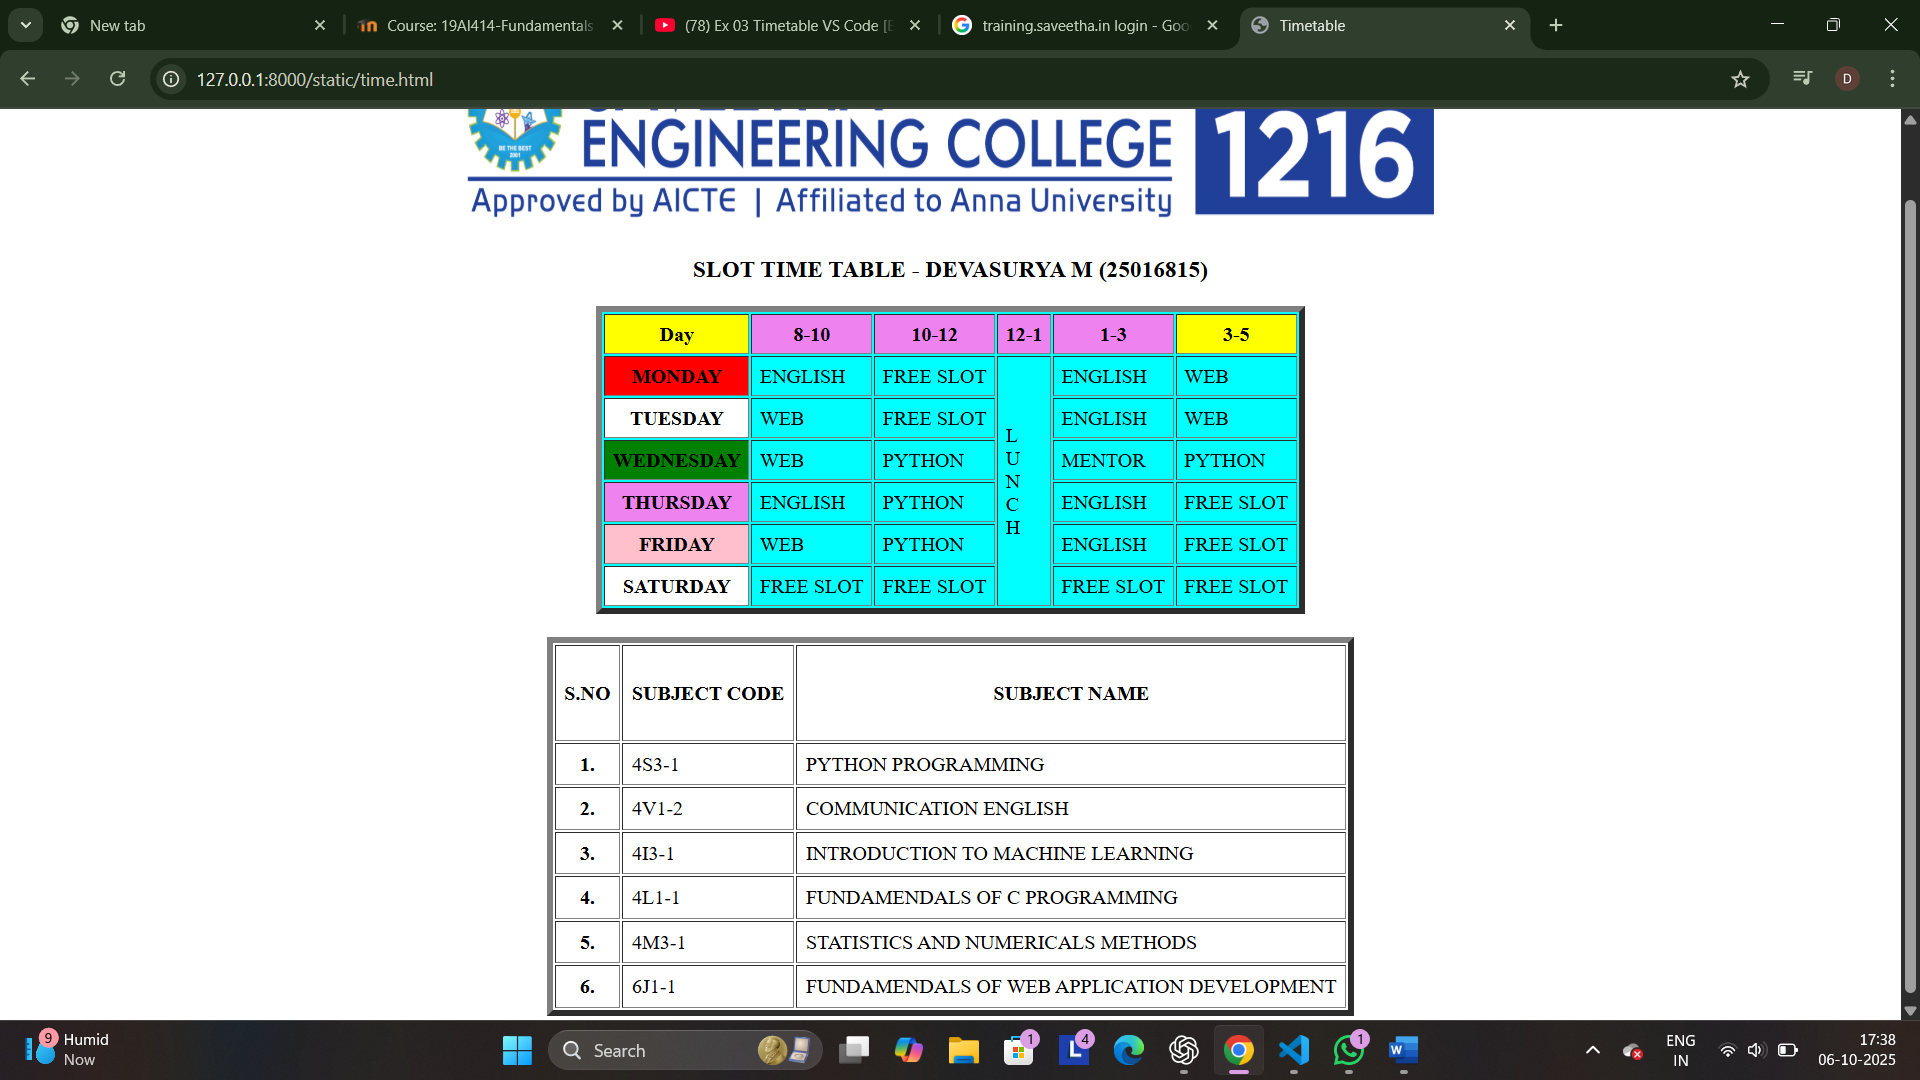 New tab
Course: 19AI414-Fundamentals
(78) Ex 03 Timetable VS Code [E
training.saveetha.in login - Goo
Timetable
127.0.0.1:8000/static/time.html
D
ENGINEERING COLLEGE
1216
BE THE BEST
2001
Approved by AICTE | Affiliated to Anna University
SLOT TIME TABLE - DEVASURYA M (25016815)
Day 8-10 10-12 12-1 1-3 3-5
MONDAY ENGLISH FREE SLOT ENGLISH WEB
TUESDAY WEB FREE SLOT ENGLISH WEB
WEDNESDAY WEB PYTHON MENTOR PYTHON
THURSDAY ENGLISH PYTHON ENGLISH FREE SLOT
FRIDAY WEB PYTHON ENGLISH FREE SLOT
SATURDAY FREE SLOT FREE SLOT FREE SLOT FREE SLOT
L
U
N
C
H
S.NO SUBJECT CODE SUBJECT NAME
1. 4S3-1 PYTHON PROGRAMMING
2. 4V1-2 COMMUNICATION ENGLISH
3. 4I3-1 INTRODUCTION TO MACHINE LEARNING
4. 4L1-1 FUNDAMENDALS OF C PROGRAMMING
5. 4M3-1 STATISTICS AND NUMERICALS METHODS
6. 6J1-1 FUNDAMENDALS OF WEB APPLICATION DEVELOPMENT
9
Humid
Now
Search
1
4
1
ENG
IN
17:38
06-10-2025